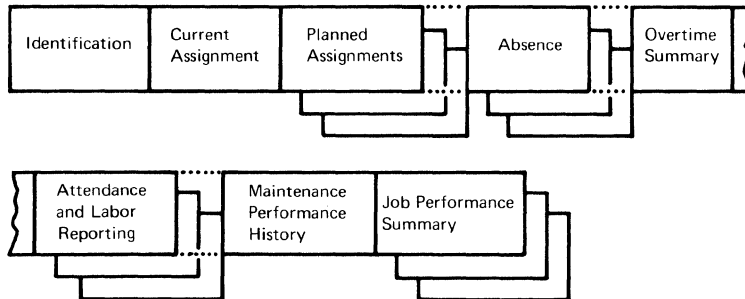 Identification
Current
Assignment
Planned
Assignments
Absence
Overtime
Summary
Attendance
and Labor
Reporting
Maintenance
Performance
History
Job Performance
Summary